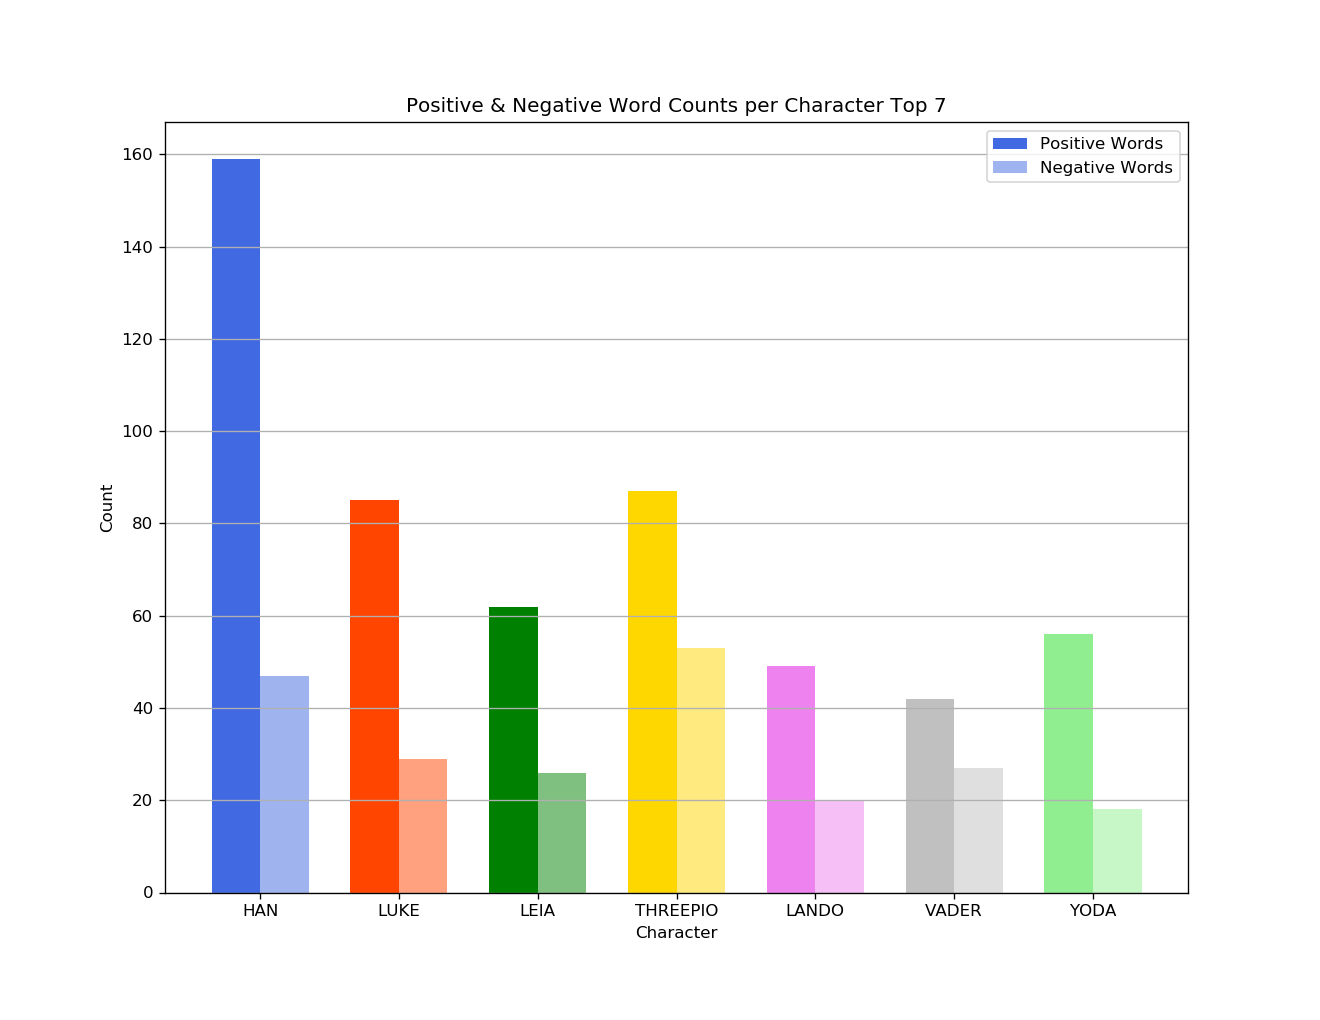 Positive & Negative Word Counts per Character Top 7
Positive Words
Negative Words
160
140
120
100
80
60
40
20
0
Count
HAN LUKE LEIA THREEPIO LANDO VADER YODA
Character